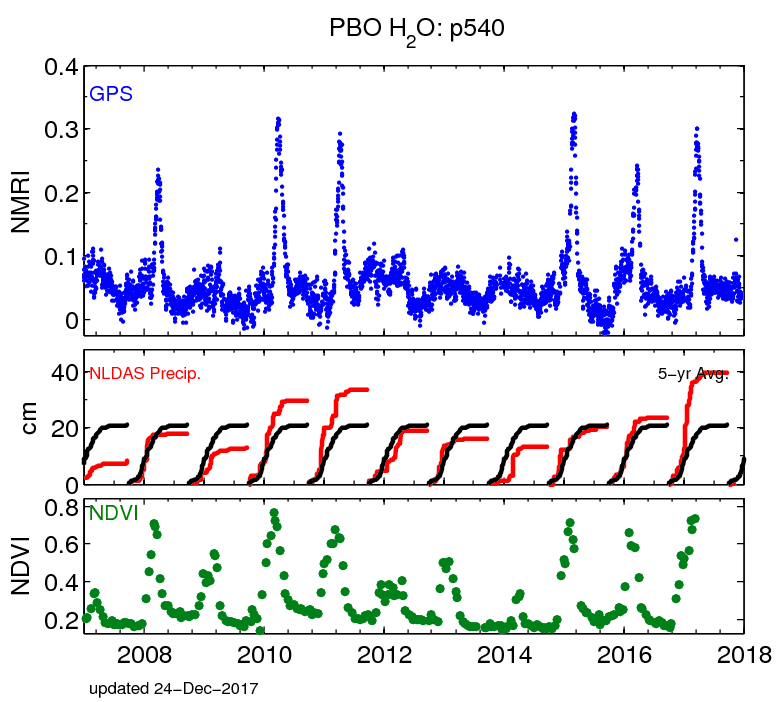 PBO H2O: p540
0.4
GPS
0.3
NMRI
0.2
0.1
0
NLDAS Precip.
5−yr Avg.
40
cm
20
0
NDVI
0.8
0.6
NDVI
0.4
0.2
2008 2010 2012 2014 2016 2018
updated 24−Dec−2017